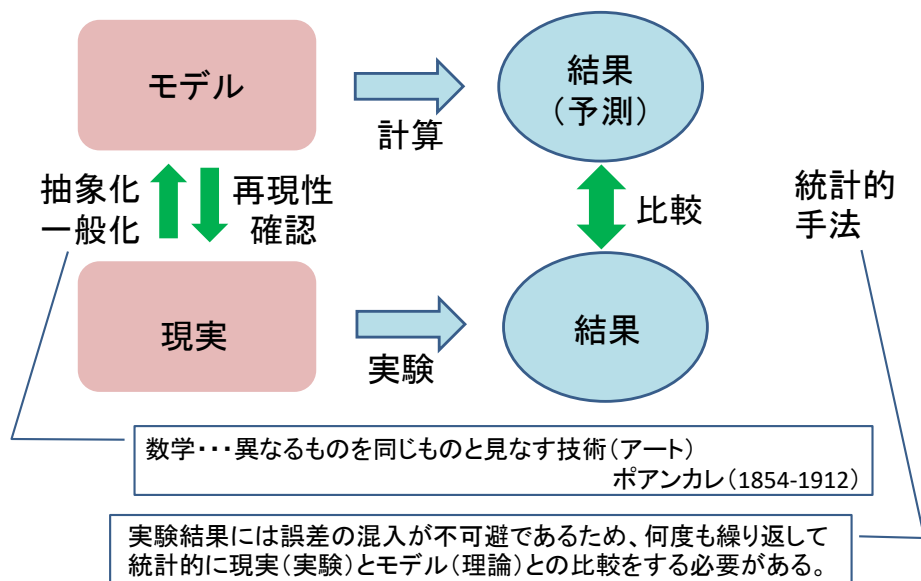 モデル
計算
結果
(予測)
抽象化
一般化
再現性
確認
比較
統計的
手法
現実
実験
結果
数学・・・異なるものを同じものと見なす技術(アート)
ポアンカレ(1854-1912)
実験結果には誤差の混入が不可避であるため、何度も繰り返して
統計的に現実(実験)とモデル(理論)との比較をする必要がある。